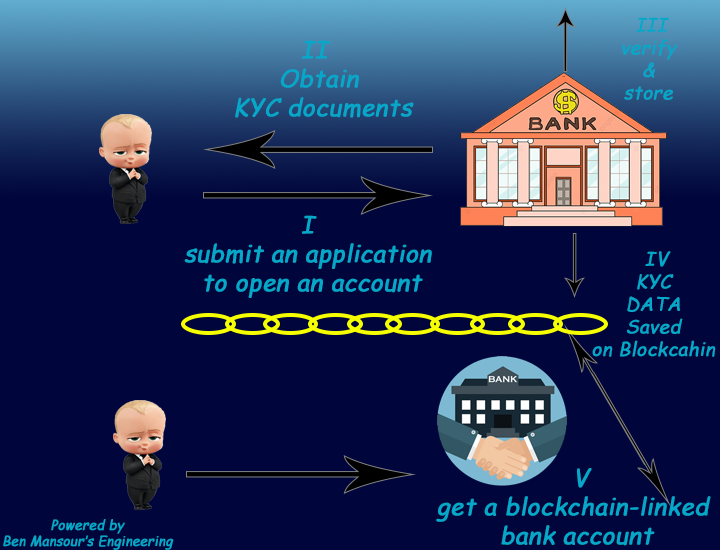 II
Obtain
KYC documents
III
verify
&
store
BANK
I
submit an application
to open an account
IV
KYC
DATA
Saved
on Blockcahin
BANK
V
get a blockchain-linked
bank account
Powered by
Ben Mansour's Engineering